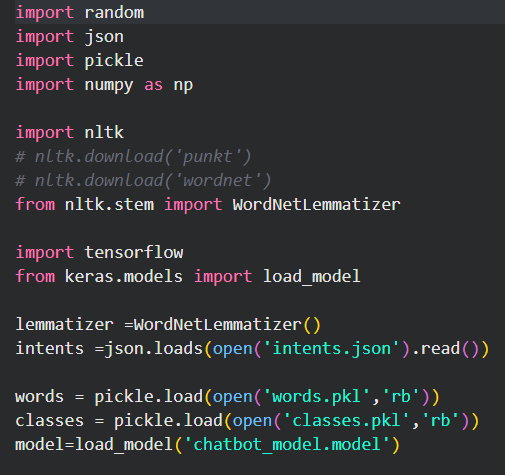 import random
import json
import pickle
import numpy as np
import nltk
# nltk.download('punkt')
# nltk.download('wordnet')
from nltk.stem import WordNetLemmatizer
import tensorflow
from keras.models import load_model
lemmatizer =WordNetLemmatizer()
intents =json.loads(open('intents.json').read())
words = pickle.load(open('words.pkl','rb'))
classes = pickle.load(open('classes.pkl','rb'))
model=load_model('chatbot_model.model')